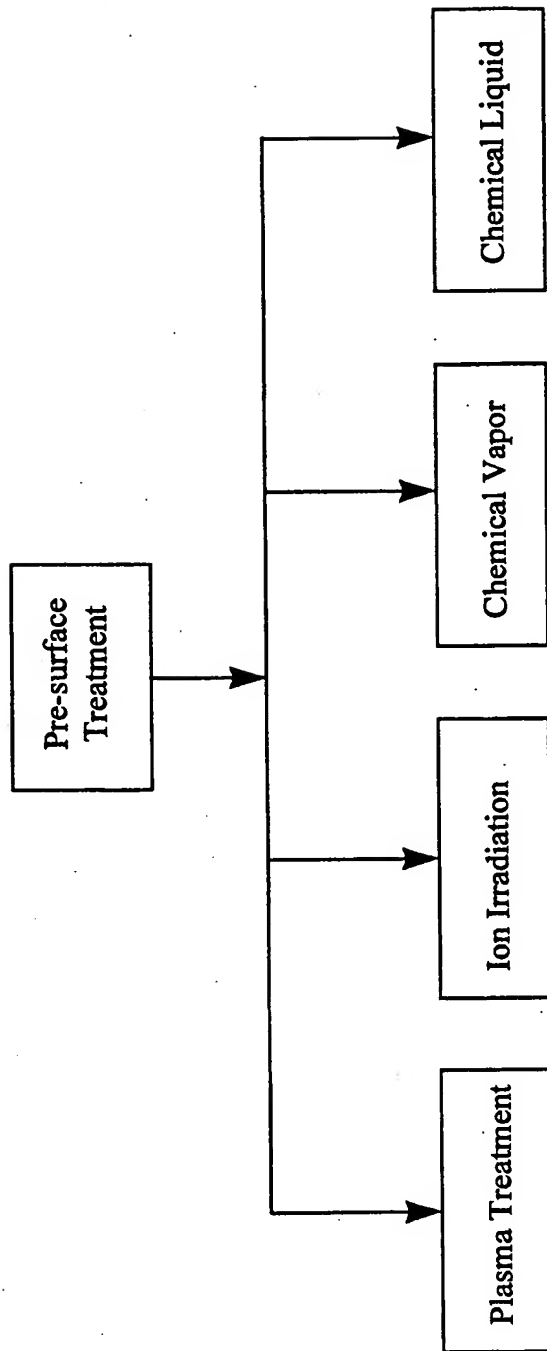 Pre-surface
Treatment
Plasma Treatment
Ion Irradiation
Chemical Vapor
Chemical Liquid